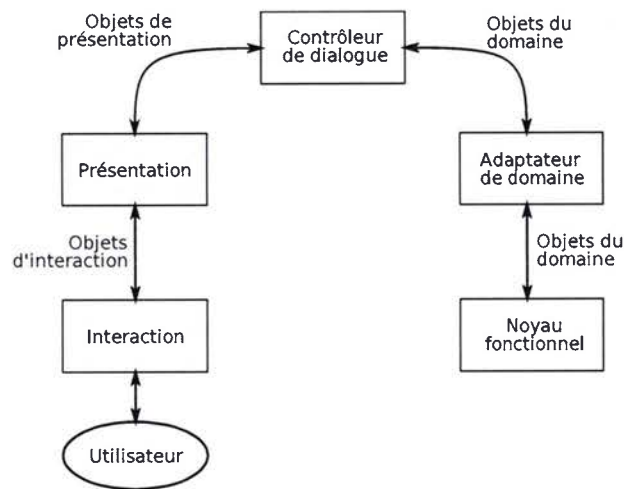 Objets de
présentation
Contrôleur
de dialogue
Objets du
domaine
Présentation
Adaptateur
de domaine
Objets
d'interaction
Objets du
domaine
Interaction
Noyau
fonctionnel
Utilisateur